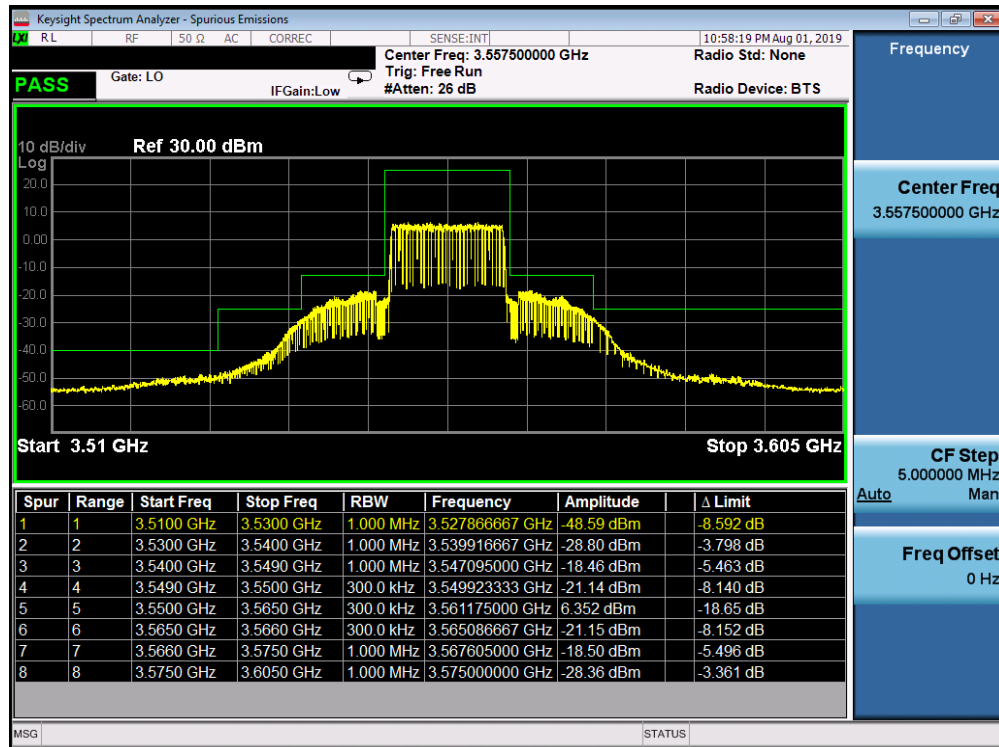 Keysight Spectrum Analyzer - Spurious Emissions
LXI RL RF 50 Ω AC CORREC SENSE:INT 10:58:19 PM Aug 01, 2019
Center Freq: 3.557500000 GHz Radio Std: None
PASS Gate: LO Trig: Free Run
IFGain:Low #Atten: 26 dB Radio Device: BTS
10 dB/div Ref 30.00 dBm
Log
20.0
10.0
0.00
-10.0
-20.0
-30.0
-40.0
-50.0
-60.0
Start 3.51 GHz Stop 3.605 GHz
Spur Range Start Freq Stop Freq RBW Frequency Amplitude Δ Limit
1 1 3.5100 GHz 3.5300 GHz 1.000 MHz 3.527866667 GHz -48.59 dBm -8.592 dB
2 2 3.5300 GHz 3.5400 GHz 1.000 MHz 3.539916667 GHz -28.80 dBm -3.798 dB
3 3 3.5400 GHz 3.5490 GHz 1.000 MHz 3.547095000 GHz -18.46 dBm -5.463 dB
4 4 3.5490 GHz 3.5500 GHz 300.0 kHz 3.549923333 GHz -21.14 dBm -8.140 dB
5 5 3.5500 GHz 3.5650 GHz 300.0 kHz 3.561175000 GHz 6.352 dBm -18.65 dB
6 6 3.5650 GHz 3.5660 GHz 300.0 kHz 3.565086667 GHz -21.15 dBm -8.152 dB
7 7 3.5660 GHz 3.5750 GHz 1.000 MHz 3.567605000 GHz -18.50 dBm -5.496 dB
8 8 3.5750 GHz 3.6050 GHz 1.000 MHz 3.575000000 GHz -28.36 dBm -3.361 dB
MSG STATUS
Frequency
Center Freq
3.557500000 GHz
CF Step
5.000000 MHz
Auto Man
Freq Offset
0 Hz